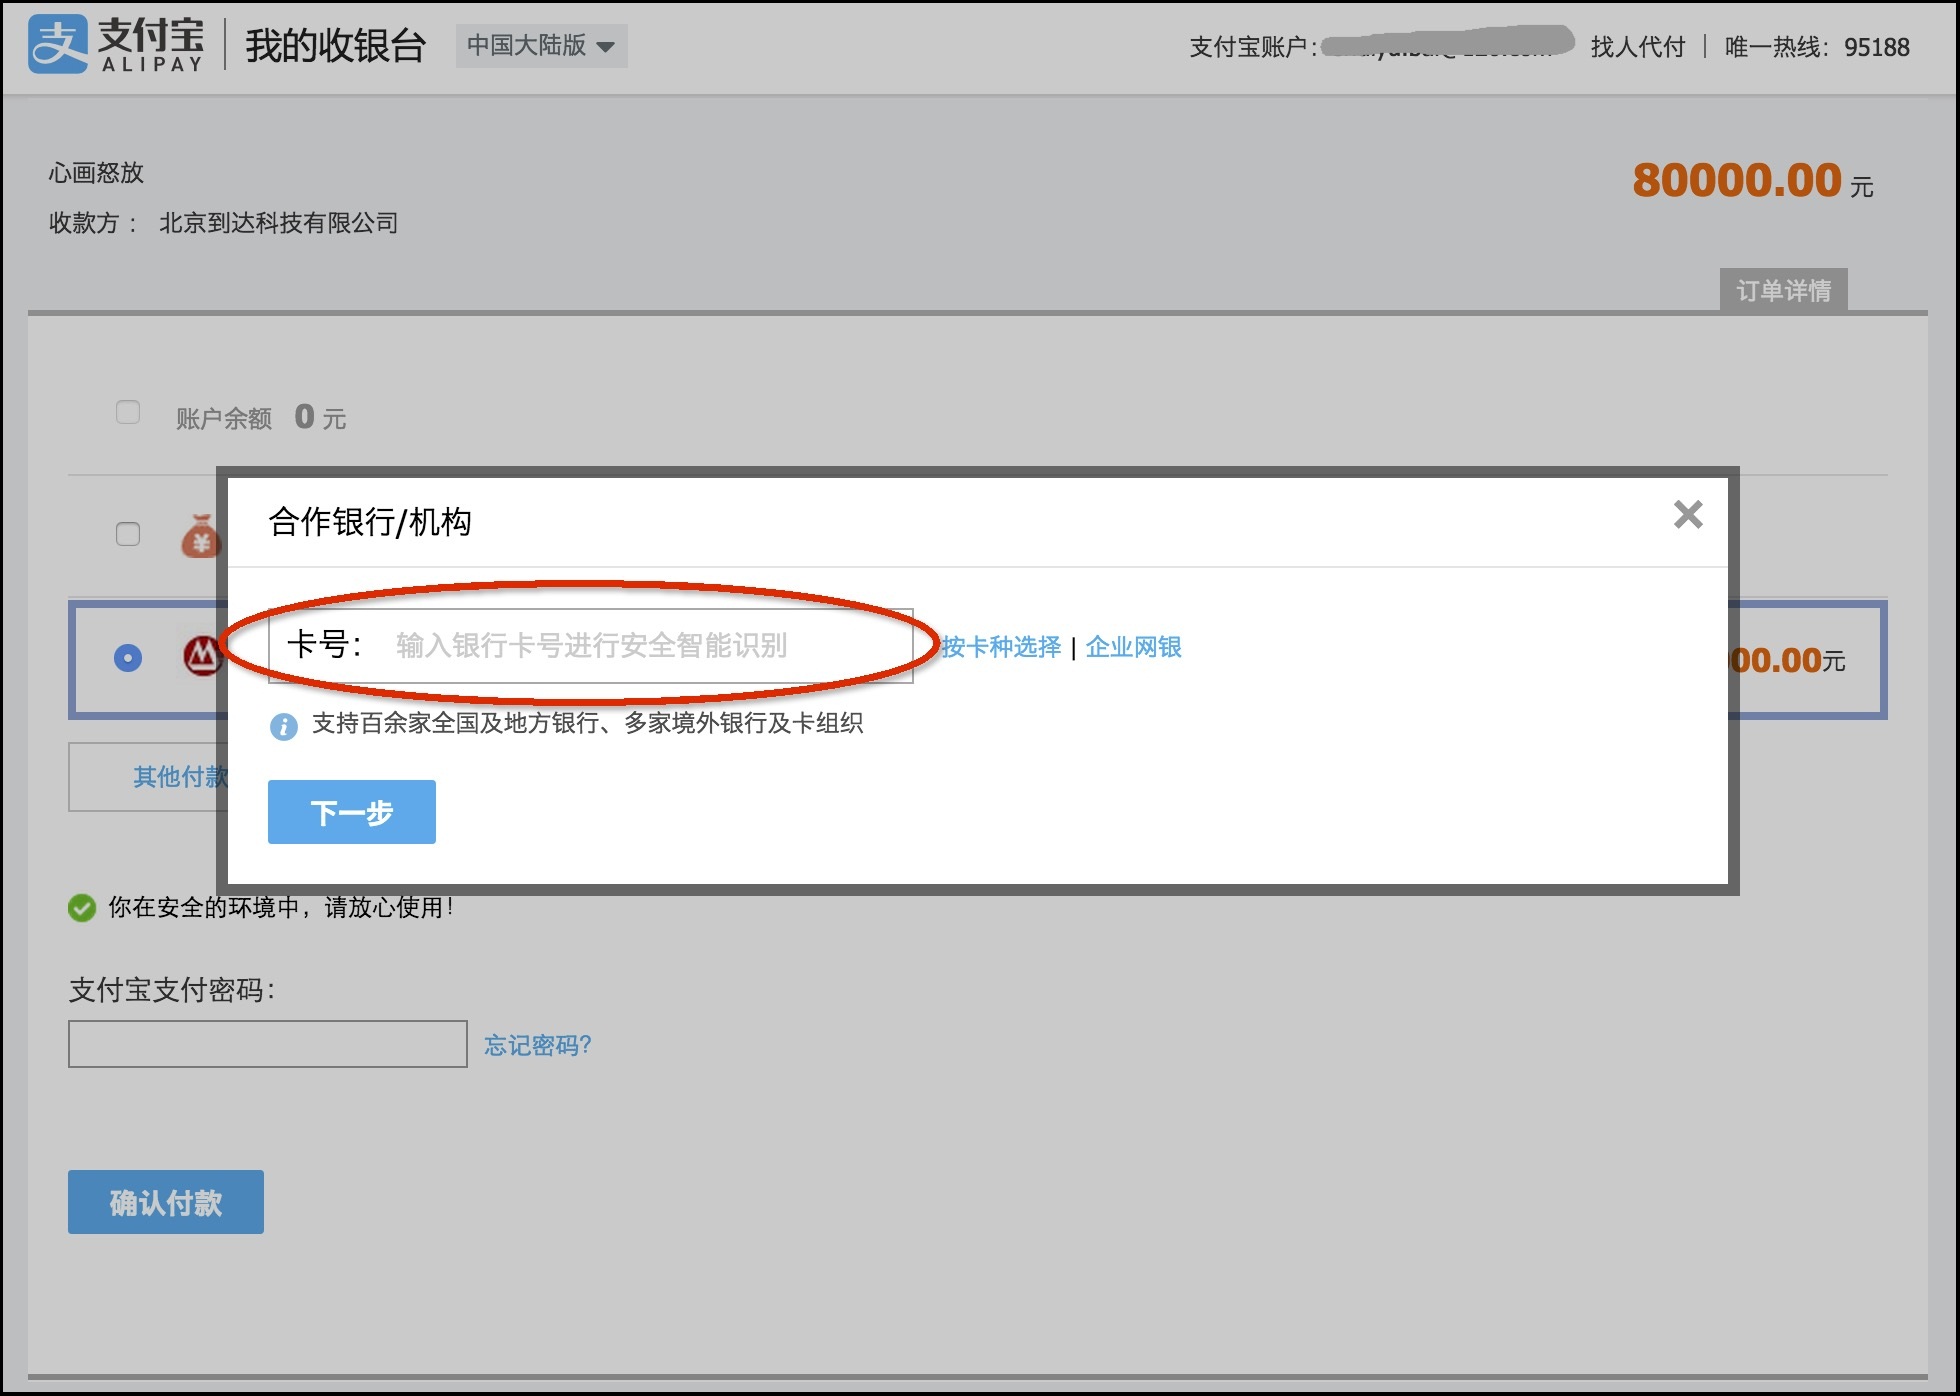 支付宝
ALIPAY
我的收银台
中国大陆版
支付宝账户:
找人代付
唯一热线: 95188
心画怒放
80000.00 元
收款方： 北京到达科技有限公司
订单详情
账户余额 0 元
合作银行/机构
卡号: 输入银行卡号进行安全智能识别
按卡种选择 | 企业网银
00.00元
支持百余家全国及地方银行、多家境外银行及卡组织
其他付款
下一步
你在安全的环境中，请放心使用！
支付宝支付密码:
忘记密码?
确认付款